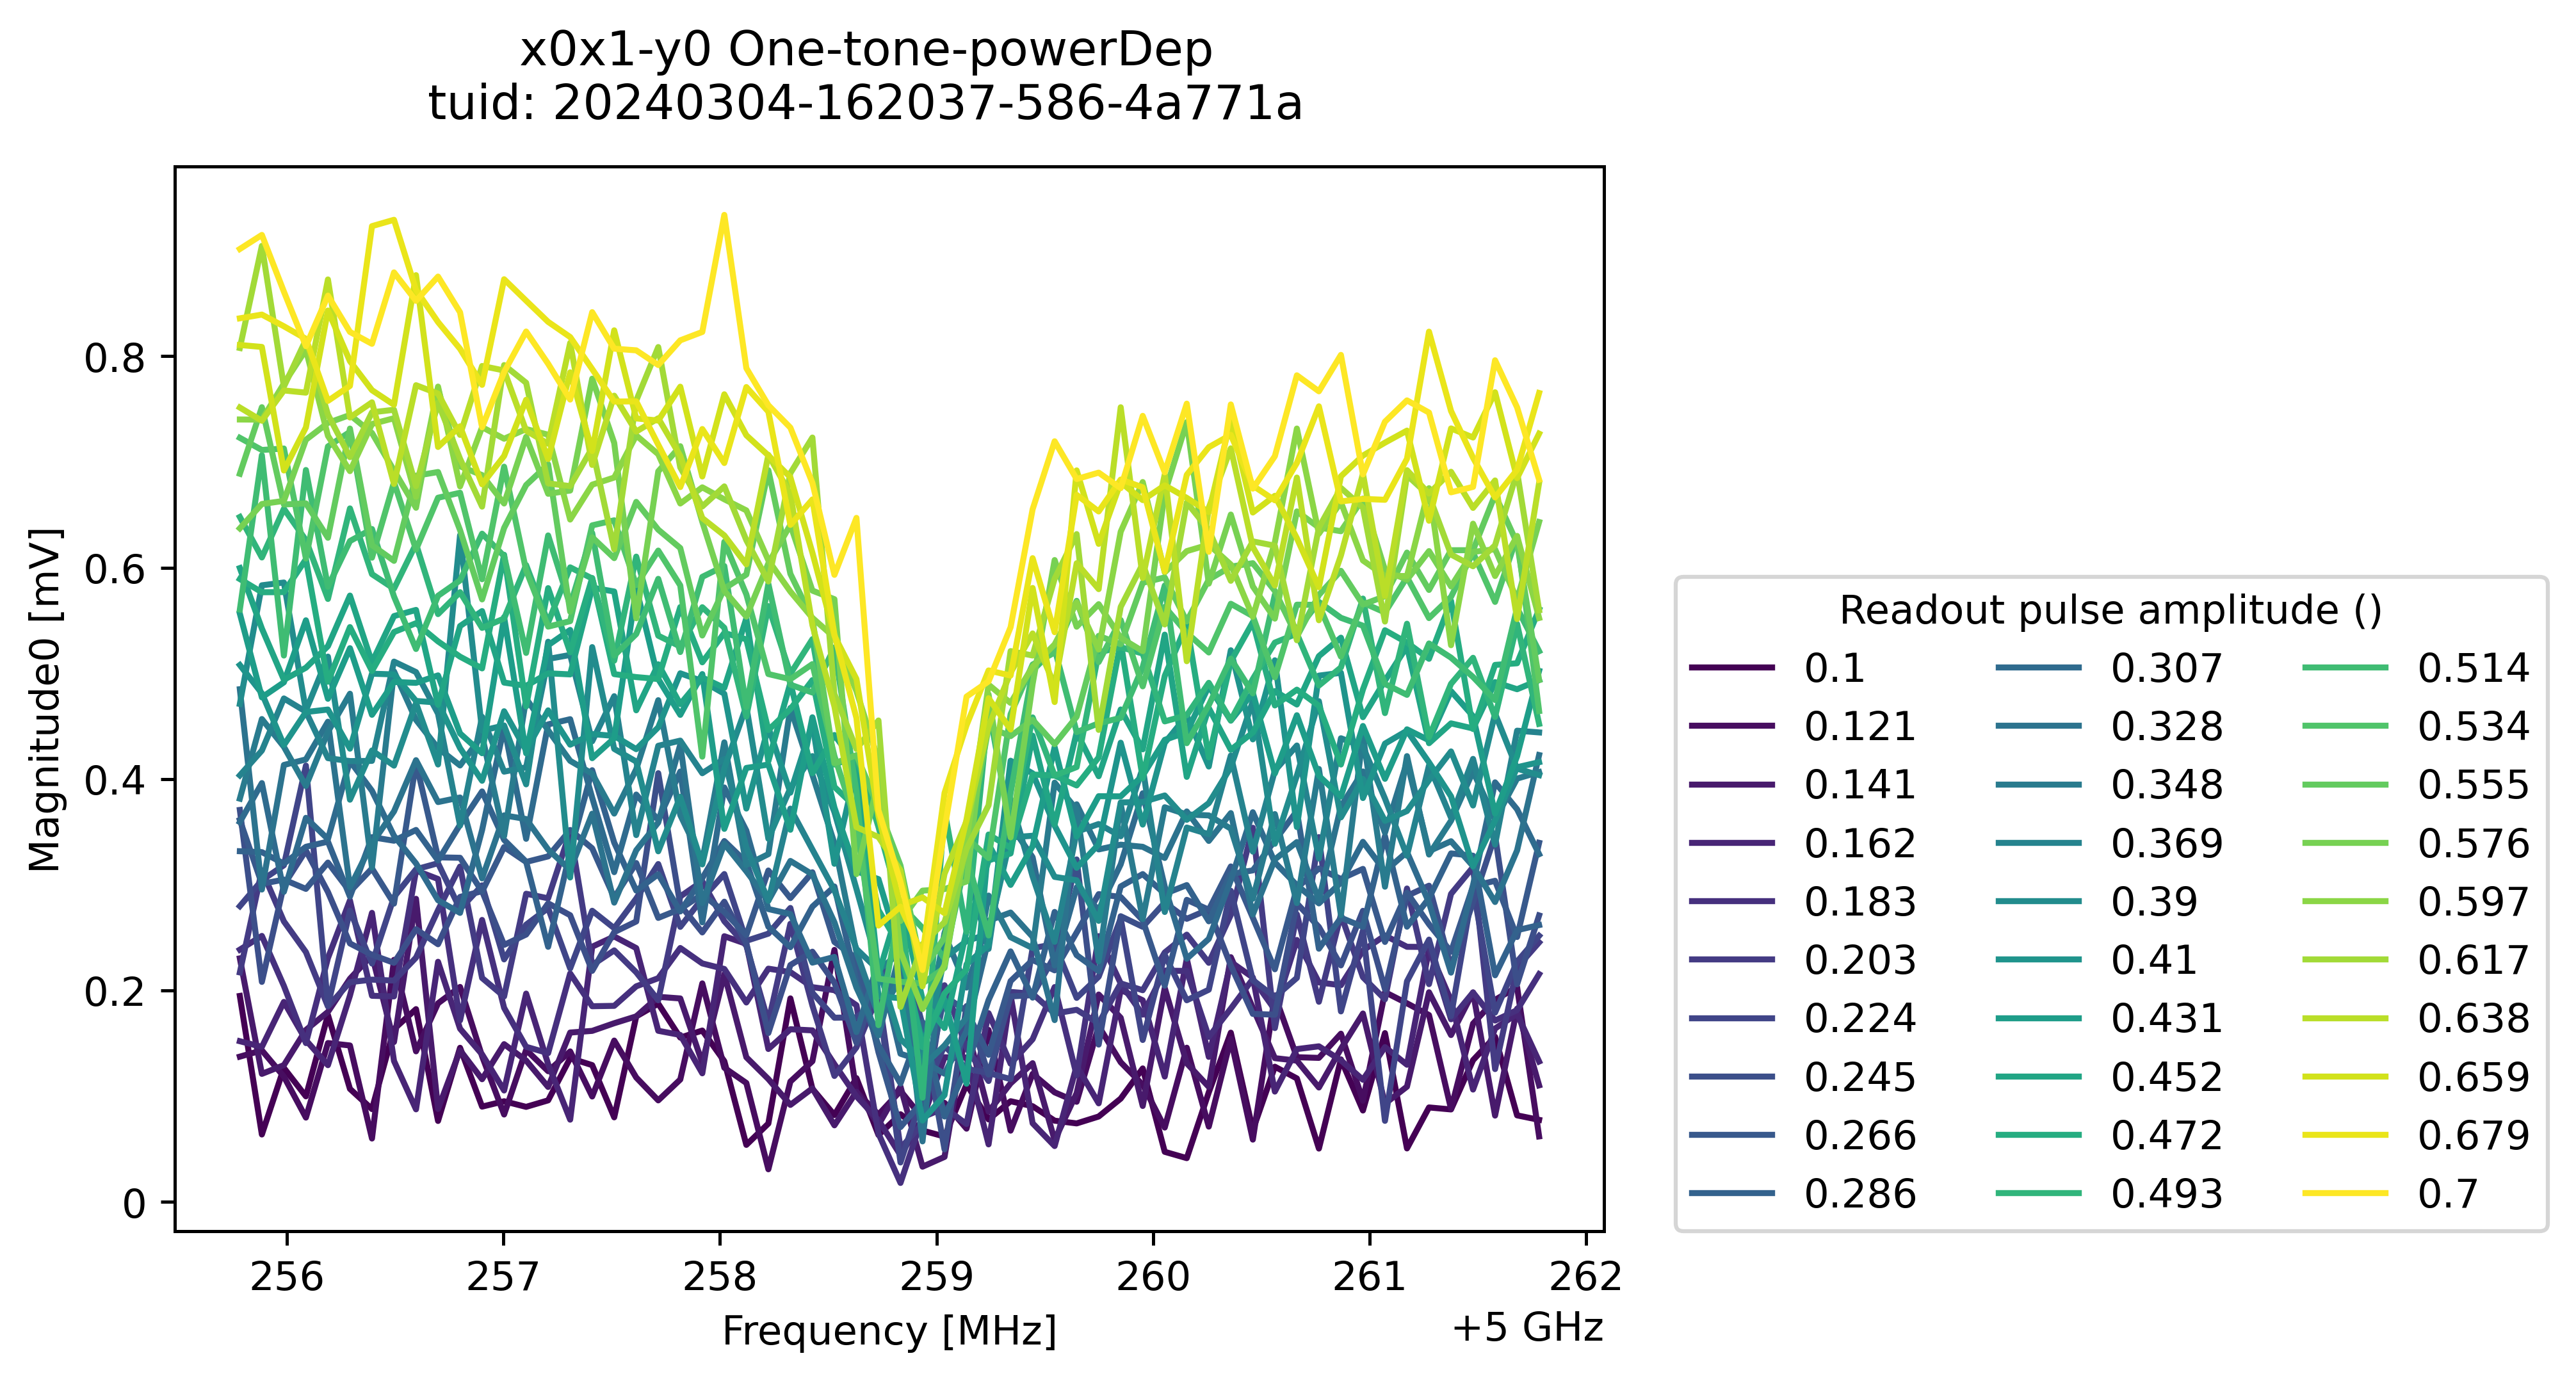 x0x1-y0 One-tone-powerDep
tuid: 20240304-162037-586-4a771a
Magnitude0 [mV]
0.8
0.6
0.4
0.2
0
256 257 258 259 260 261 262
Frequency [MHz]
+5 GHz
Readout pulse amplitude ()
0.1 0.307 0.514
0.121 0.328 0.534
0.141 0.348 0.555
0.162 0.369 0.576
0.183 0.39 0.597
0.203 0.41 0.617
0.224 0.431 0.638
0.245 0.452 0.659
0.266 0.472 0.679
0.286 0.493 0.7